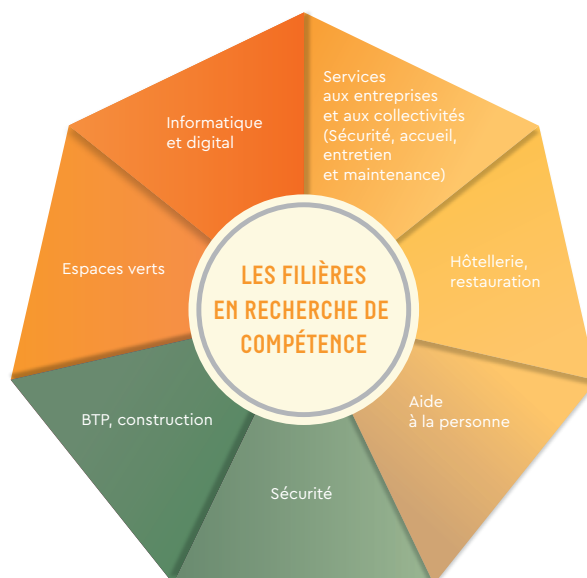 Services
aux entreprises
et aux collectivités
(Sécurité, accueil,
entretien
et maintenance)
Hôtellerie,
restauration
Aide
à la personne
Sécurité
BTP, construction
Espaces verts
Informatique
et digital
LES FILIÈRES
EN RECHERCHE DE
COMPÉTENCE